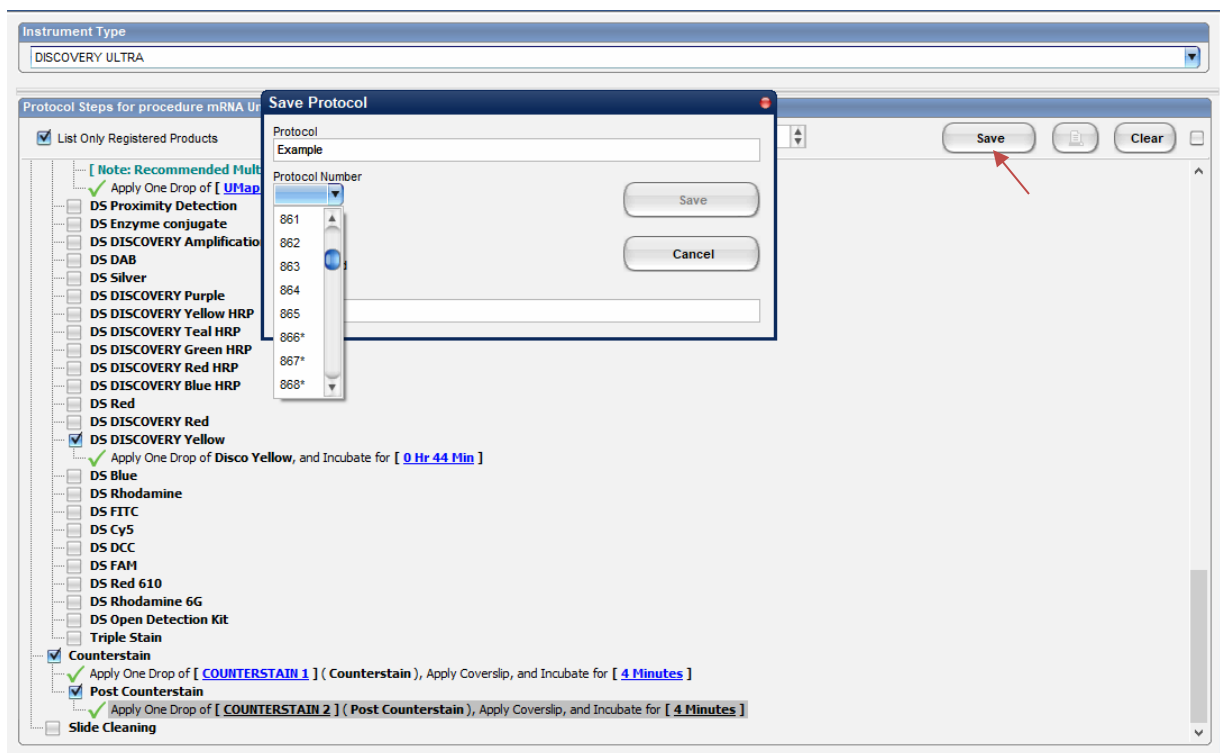 Instrument Type
DISCOVERY ULTRA
Protocol Steps for procedure mRNA
List Only Registered Products
Save
Clear
Save Protocol
Protocol
Example
Protocol Number
Save
Cancel
861
862
863
864
865
866*
867*
868*
[ Note: Recommended
Apply One Drop of [ UMap
DS Proximity Detection
DS Enzyme conjugate
DS DISCOVERY
DS DAB
DS Silver
DS DISCOVERY Purple
DS DISCOVERY Yellow HRP
DS DISCOVERY Teal HRP
DS DISCOVERY Green HRP
DS DISCOVERY Red HRP
DS DISCOVERY Blue HRP
DS Red
DS DISCOVERY Red
DS DISCOVERY Yellow
Apply One Drop of Disco Yellow, and Incubate for [ 0 Hr 44 Min ]
DS Blue
DS Rhodamine
DS FITC
DS Cy5
DS DCC
DS FAM
DS Red 610
DS Rhodamine 6G
DS Open Detection Kit
Triple Stain
Counterstain
Apply One Drop of [ COUNTERSTAIN 1 ] ( Counterstain ), Apply Coverslip, and Incubate for [ 4 Minutes ]
Post Counterstain
Apply One Drop of [ COUNTERSTAIN 2 ] ( Post Counterstain ), Apply Coverslip, and Incubate for [ 4 Minutes ]
Slide Cleaning